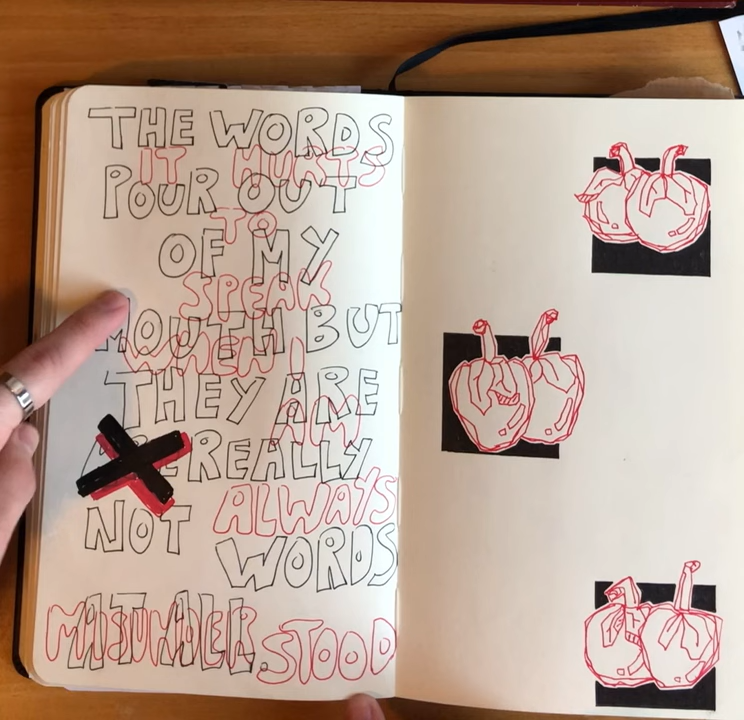 THE WORDS
IT HURTS
POUR OUT
TO
OF MY
SPEAK
MOUTH BUT
WHEN I
THEY ARE
AM
REALLY
ALWAYS
NOT
WORDS
AT ALL.
MISUNDERSTOOD